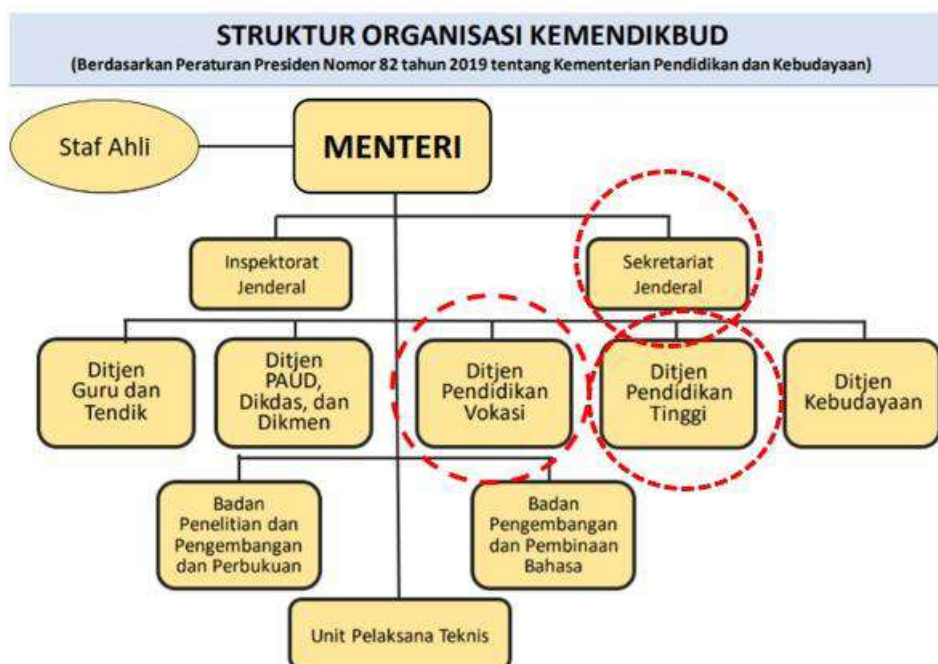 STRUKTUR ORGANISASI KEMENDIKBUD
(Berdasarkan Peraturan Presiden Nomor 82 tahun 2019 tentang Kementerian Pendidikan dan Kebudayaan)
Staf Ahli
MENTERI
Inspektorat
Jenderal
Sekretariat
Jenderal
Ditjen
Guru dan
Tendik
Ditjen
PAUD,
Dikdas, dan
Dikmen
Ditjen
Pendidikan
Vokasi
Ditjen
Pendidikan
Tinggi
Ditjen
Kebudayaan
Badan
Penelitian dan
Pengembangan
dan Perbukuan
Badan
Pengembangan
dan Pembinaan
Bahasa
Unit Pelaksana Teknis